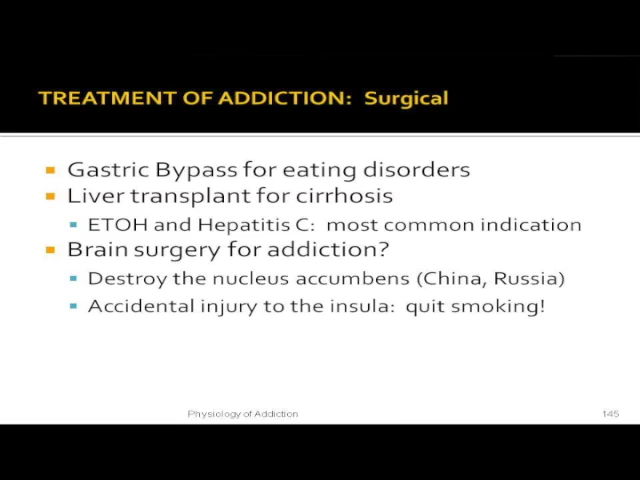 TREATMENT OF ADDICTION: Surgical
Gastric Bypass for eating disorders
Liver transplant for cirrhosis
ETOH and Hepatitis C: most common indication
Brain surgery for addiction?
Destroy the nucleus accumbens (China, Russia)
Accidental injury to the insula: quit smoking!
Physiology of Addiction 145